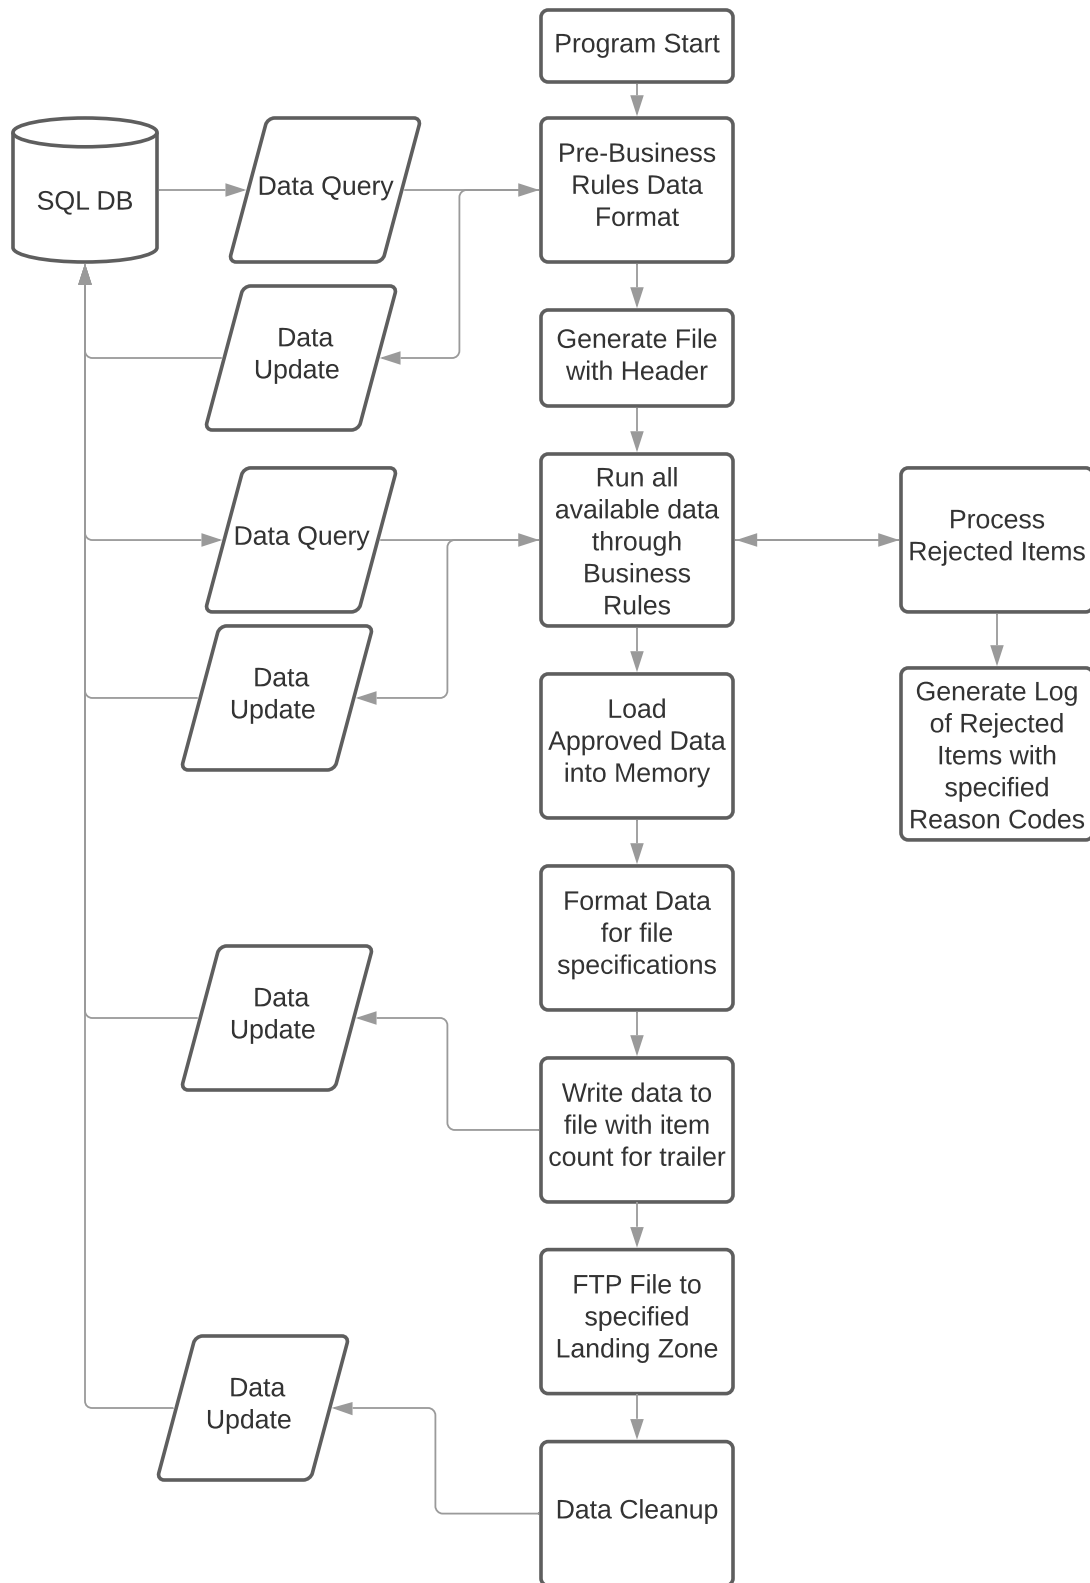 Program Start
SQL DB
Data Query
Pre-Business
Rules Data
Format
Data
Update
Generate File
with Header
Data Query
Run all
available data
through
Business
Rules
Process
Rejected Items
Data
Update
Load
Approved Data
into Memory
Generate Log
of Rejected
Items with
specified
Reason Codes
Format Data
for file
specifications
Data
Update
Write data to
file with item
count for trailer
FTP File to
specified
Landing Zone
Data
Update
Data Cleanup